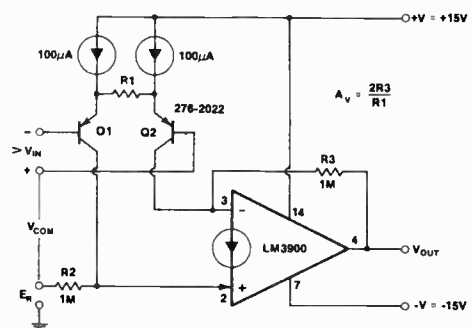 +V = +15V
100μA
100μA
R1
276-2022
A_V = 2R3/R1
Q1
Q2
−
> V_IN
+
R3
1M
3
−
14
4
V_OUT
LM3900
V_COM
R2
1M
2
+
7
−V = −15V
E_R